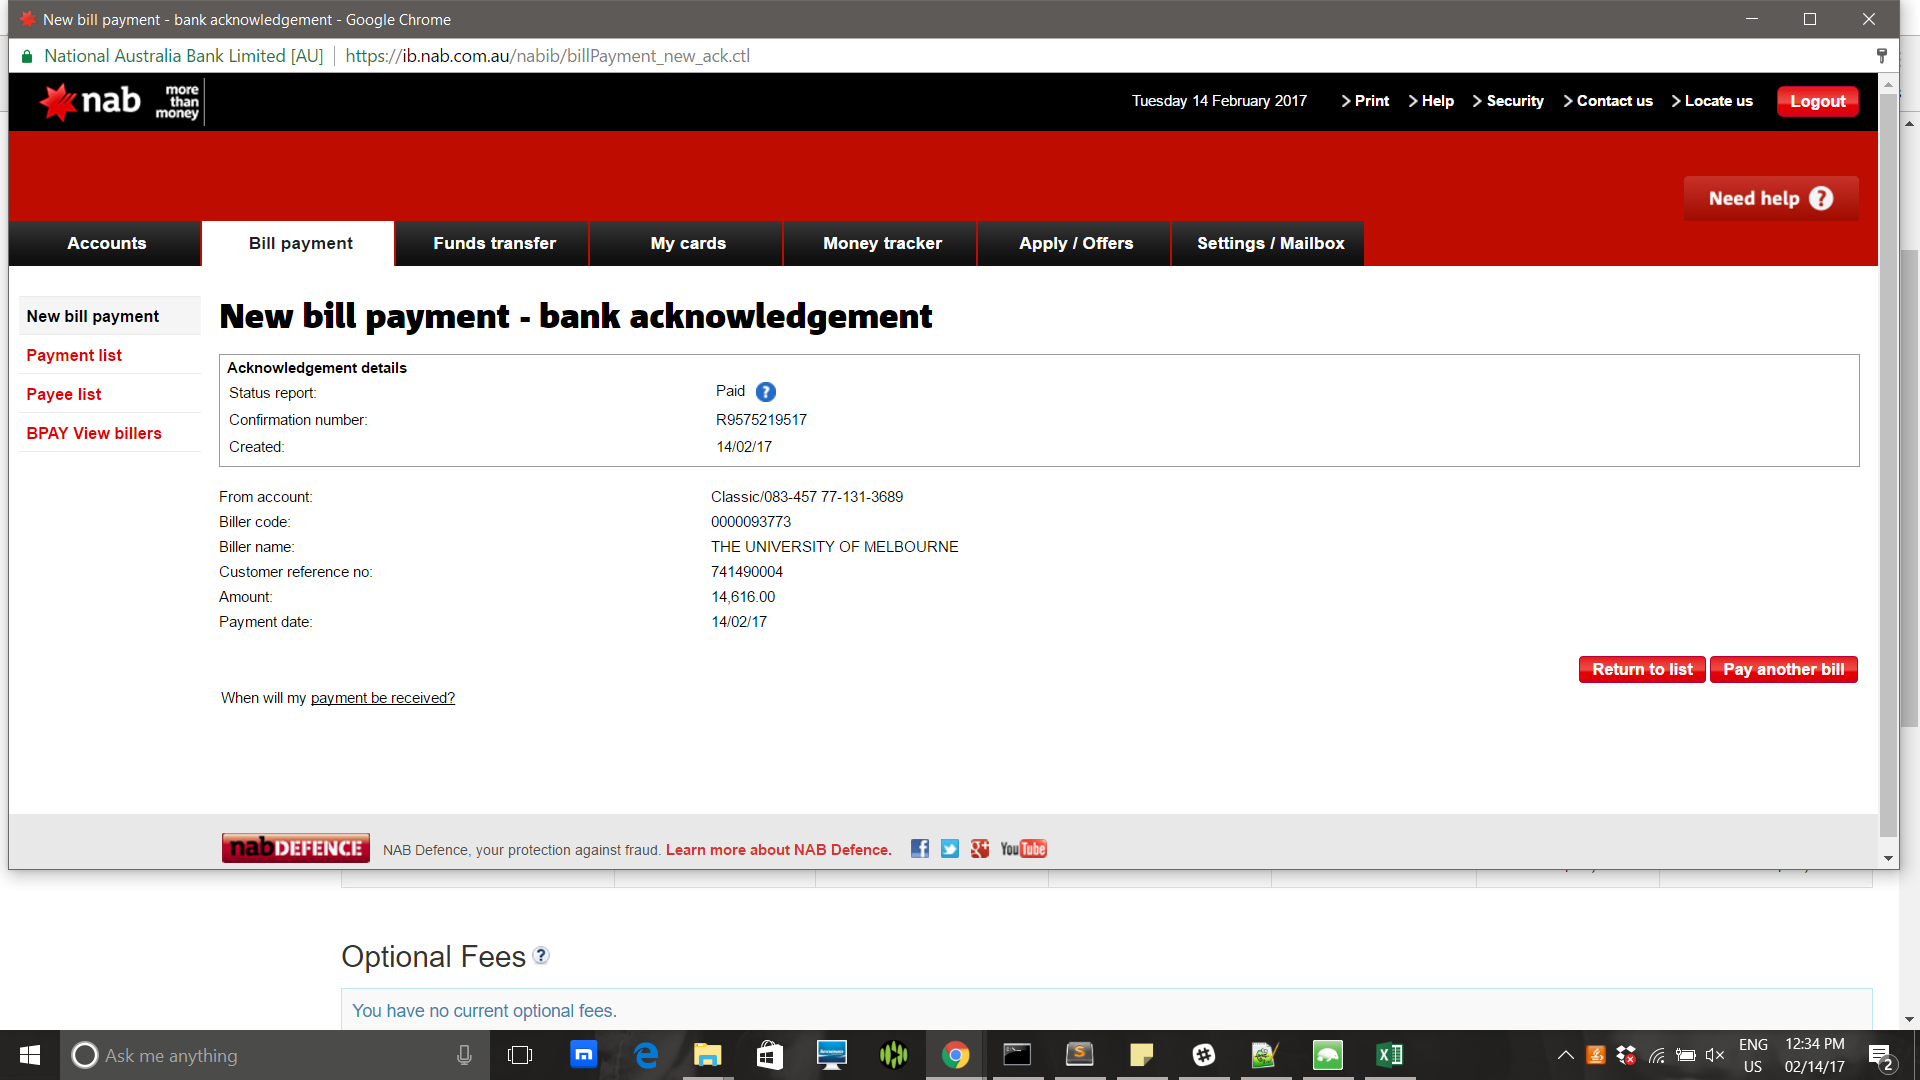 New bill payment - bank acknowledgement - Google Chrome
National Australia Bank Limited [AU] https://ib.nab.com.au/nabib/billPayment_new_ack.ctl
nab more than money
Tuesday 14 February 2017 Print Help Security Contact us Locate us Logout
Need help ?
Accounts Bill payment Funds transfer My cards Money tracker Apply / Offers Settings / Mailbox
New bill payment
Payment list
Payee list
BPAY View billers
New bill payment - bank acknowledgement
Acknowledgement details
Status report: Paid ?
Confirmation number: R9575219517
Created: 14/02/17
From account: Classic/083-457 77-131-3689
Biller code: 0000093773
Biller name: THE UNIVERSITY OF MELBOURNE
Customer reference no: 741490004
Amount: 14,616.00
Payment date: 14/02/17
Return to list Pay another bill
When will my payment be received?
nabDEFENCE NAB Defence, your protection against fraud. Learn more about NAB Defence. YouTube
Optional Fees ?
You have no current optional fees.
Ask me anything
ENG 12:34 PM
US 02/14/17 2